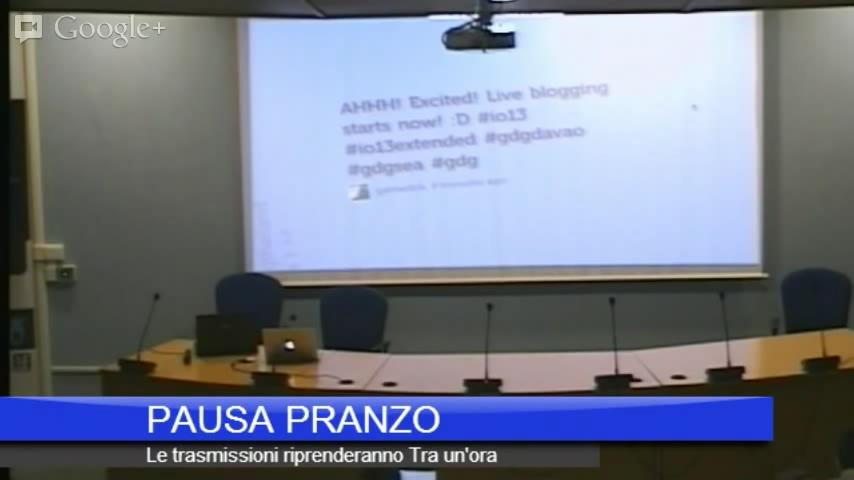 Google+
AHHH! Excited! Live blogging
starts now! :D #io13
#io13extended #gdgdavao
#gdgsea #gdg
PAUSA PRANZO
Le trasmissioni riprenderanno Tra un'ora